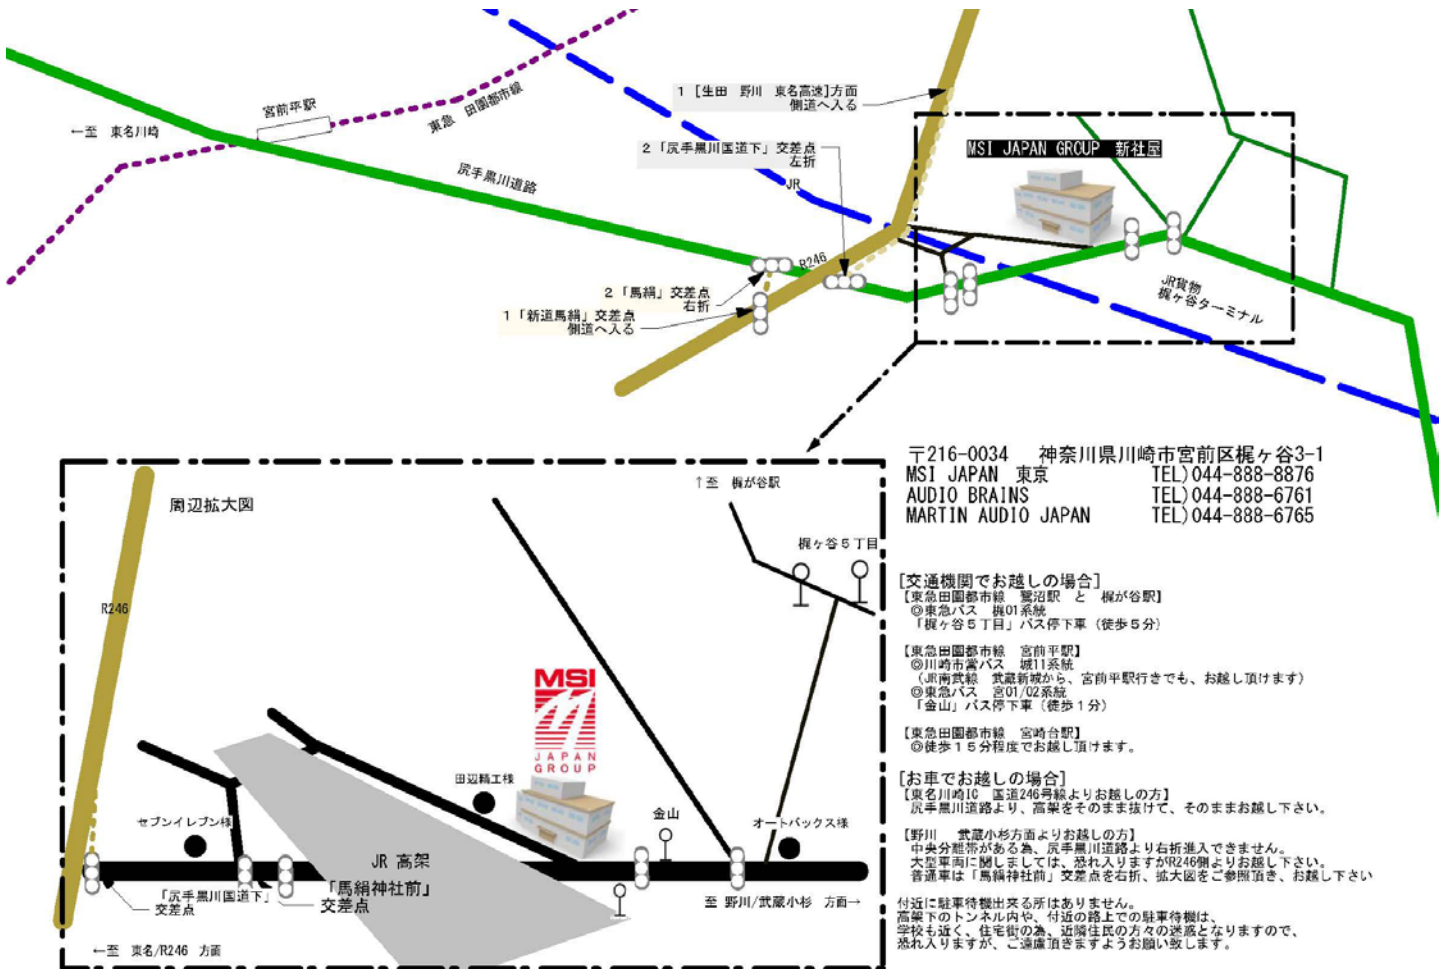 宮前平駅
←至 東名川崎
東急 田園都市線
尻手黒川道路
1 [生田 野川 東名高速]方面
側道へ入る
2「尻手黒川国道下」交差点
左折
JR
MSI JAPAN GROUP 新社屋
R246
2「馬絹」交差点
右折
1「新道馬絹」交差点
側道へ入る
JR貨物
梶ヶ谷ターミナル
〒216-0034 神奈川県川崎市宮前区梶ヶ谷3-1
MSI JAPAN 東京 TEL)044-888-8876
AUDIO BRAINS TEL)044-888-6761
MARTIN AUDIO JAPAN TEL)044-888-6765
周辺拡大図
↑至 梶が谷駅
梶ヶ谷5丁目
R246
MSI
JAPAN
GROUP
田辺精工様
セブンイレブン様
金山
オートバックス様
JR 高架
「馬絹神社前」
交差点
「尻手黒川国道下」
交差点
至 野川/武蔵小杉 方面→
←至 東名/R246 方面
[交通機関でお越しの場合]
【東急田園都市線 鷺沼駅 と 梶が谷駅】
◎東急バス 梶01系統
「梶ヶ谷5丁目」バス停下車(徒歩5分)
【東急田園都市線 宮前平駅】
◎川崎市営バス 城11系統
(JR南武線 武蔵新城から、宮前平駅行きでも、お越し頂けます)
◎東急バス 宮01/02系統
「金山」バス停下車(徒歩1分)
【東急田園都市線 宮崎台駅】
◎徒歩15分程度でお越し頂けます。
[お車でお越しの場合]
【東名川崎IC 国道246号線よりお越しの方】
尻手黒川道路より、高架をそのまま抜けて、そのままお越し下さい。
【野川 武蔵小杉方面よりお越しの方】
中央分離帯がある為、尻手黒川道路より右折進入できません。
大型車両に関しましては、恐れ入りますがR246側よりお越し下さい。
普通車は「馬絹神社前」交差点を右折、拡大図をご参照頂き、お越し下さい
付近に駐車待機出来る所はありません。
高架下のトンネル内や、付近の路上での駐車待機は、
学校も近く、住宅街の為、近隣住民の方々の迷惑となりますので、
恐れ入りますが、ご遠慮頂きますようお願い致します。